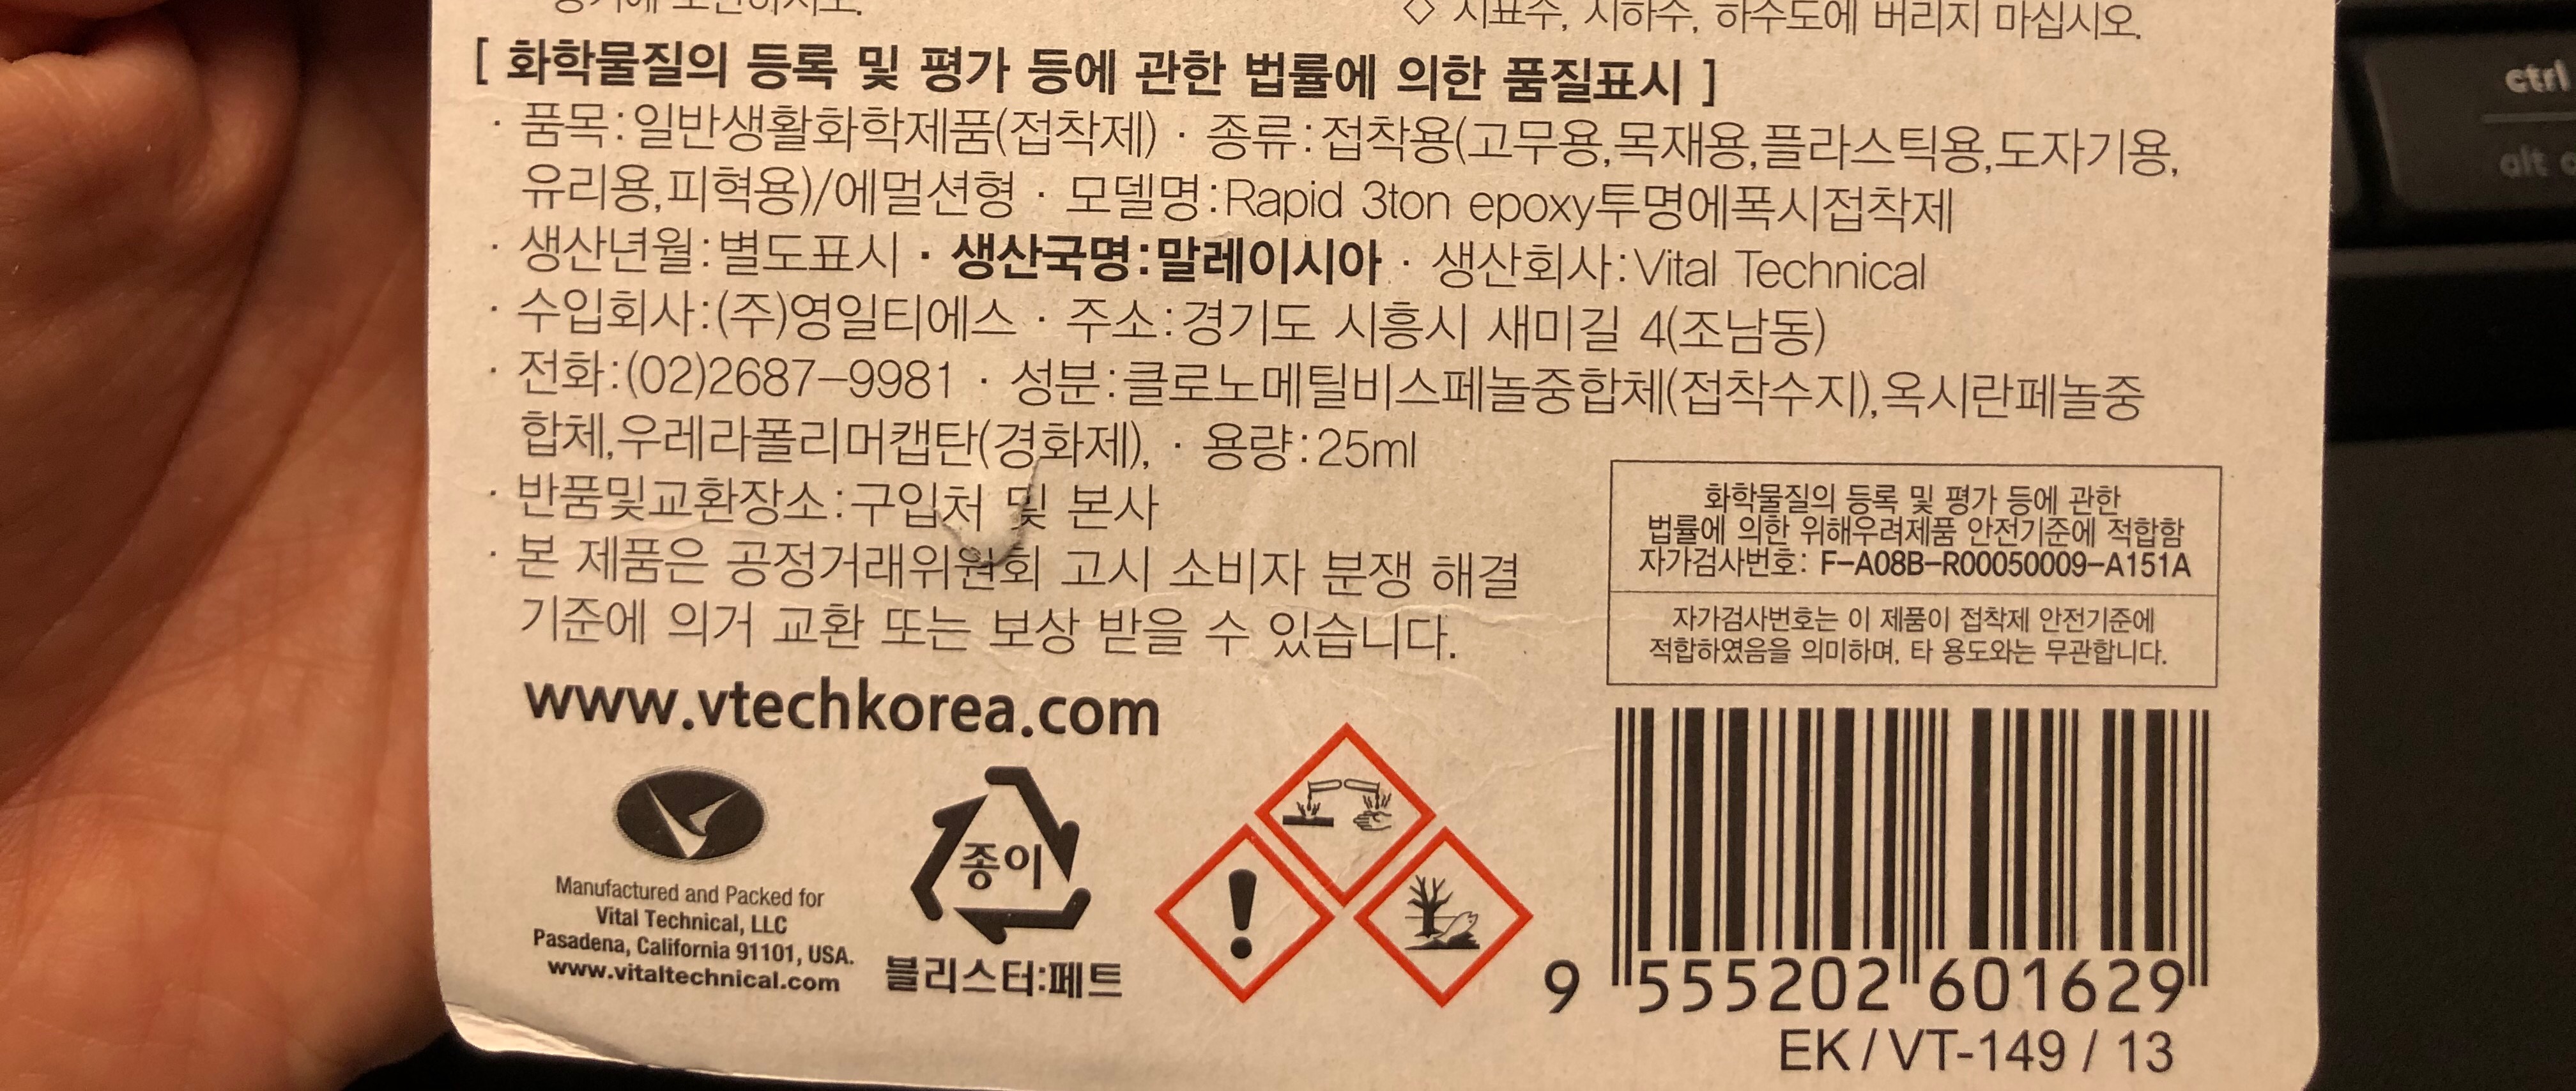 ◇ 지표수, 지하수, 하수도에 버리지 마십시오.
[ 화학물질의 등록 및 평가 등에 관한 법률에 의한 품질표시 ]
· 품목:일반생활화학제품(접착제) · 종류:접착용(고무용,목재용,플라스틱용,도자기용,
유리용,피혁용)/에멀션형 · 모델명:Rapid 3ton epoxy투명에폭시접착제
· 생산년월:별도표시 · 생산국명:말레이시아 · 생산회사:Vital Technical
· 수입회사:(주)영일티에스 · 주소:경기도 시흥시 새미길 4(조남동)
· 전화:(02)2687-9981 · 성분:클로노메틸비스페놀중합체(접착수지),옥시란페놀중
합체,우레라폴리머캡탄(경화제), · 용량:25ml
· 반품및교환장소:구입처 및 본사
· 본 제품은 공정거래위원회 고시 소비자 분쟁 해결
기준에 의거 교환 또는 보상 받을 수 있습니다.
화학물질의 등록 및 평가 등에 관한
법률에 의한 위해우려제품 안전기준에 적합함
자가검사번호: F-A08B-R00050009-A151A
자가검사번호는 이 제품이 접착제 안전기준에
적합하였음을 의미하며, 타 용도와는 무관합니다.
www.vtechkorea.com
Manufactured and Packed for
Vital Technical, LLC
Pasadena, California 91101, USA.
www.vitaltechnical.com
종이
블리스터:페트
9 555202 601629
EK / VT-149 / 13
ctrl
alt